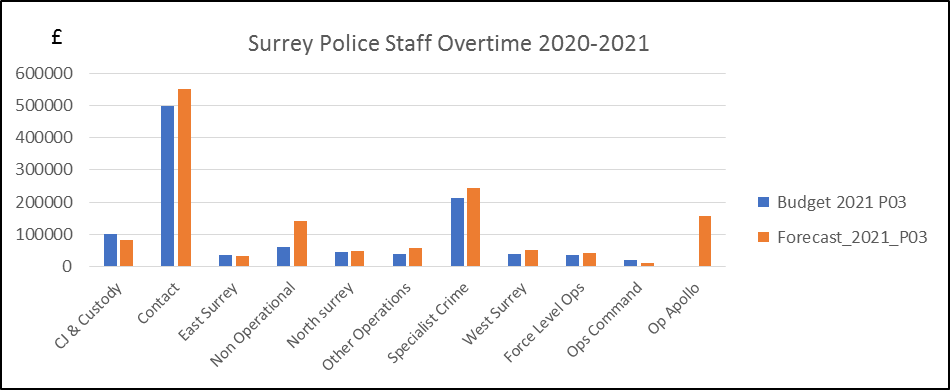 £
Surrey Police Staff Overtime 2020-2021
600000
500000
400000
300000
200000
100000
0
CJ & Custody
Contact
East Surrey
Non Operational
North surrey
Other Operations
Specialist Crime
West Surrey
Force Level Ops
Ops Command
Op Apollo
Budget 2021 P03
Forecast_2021_P03